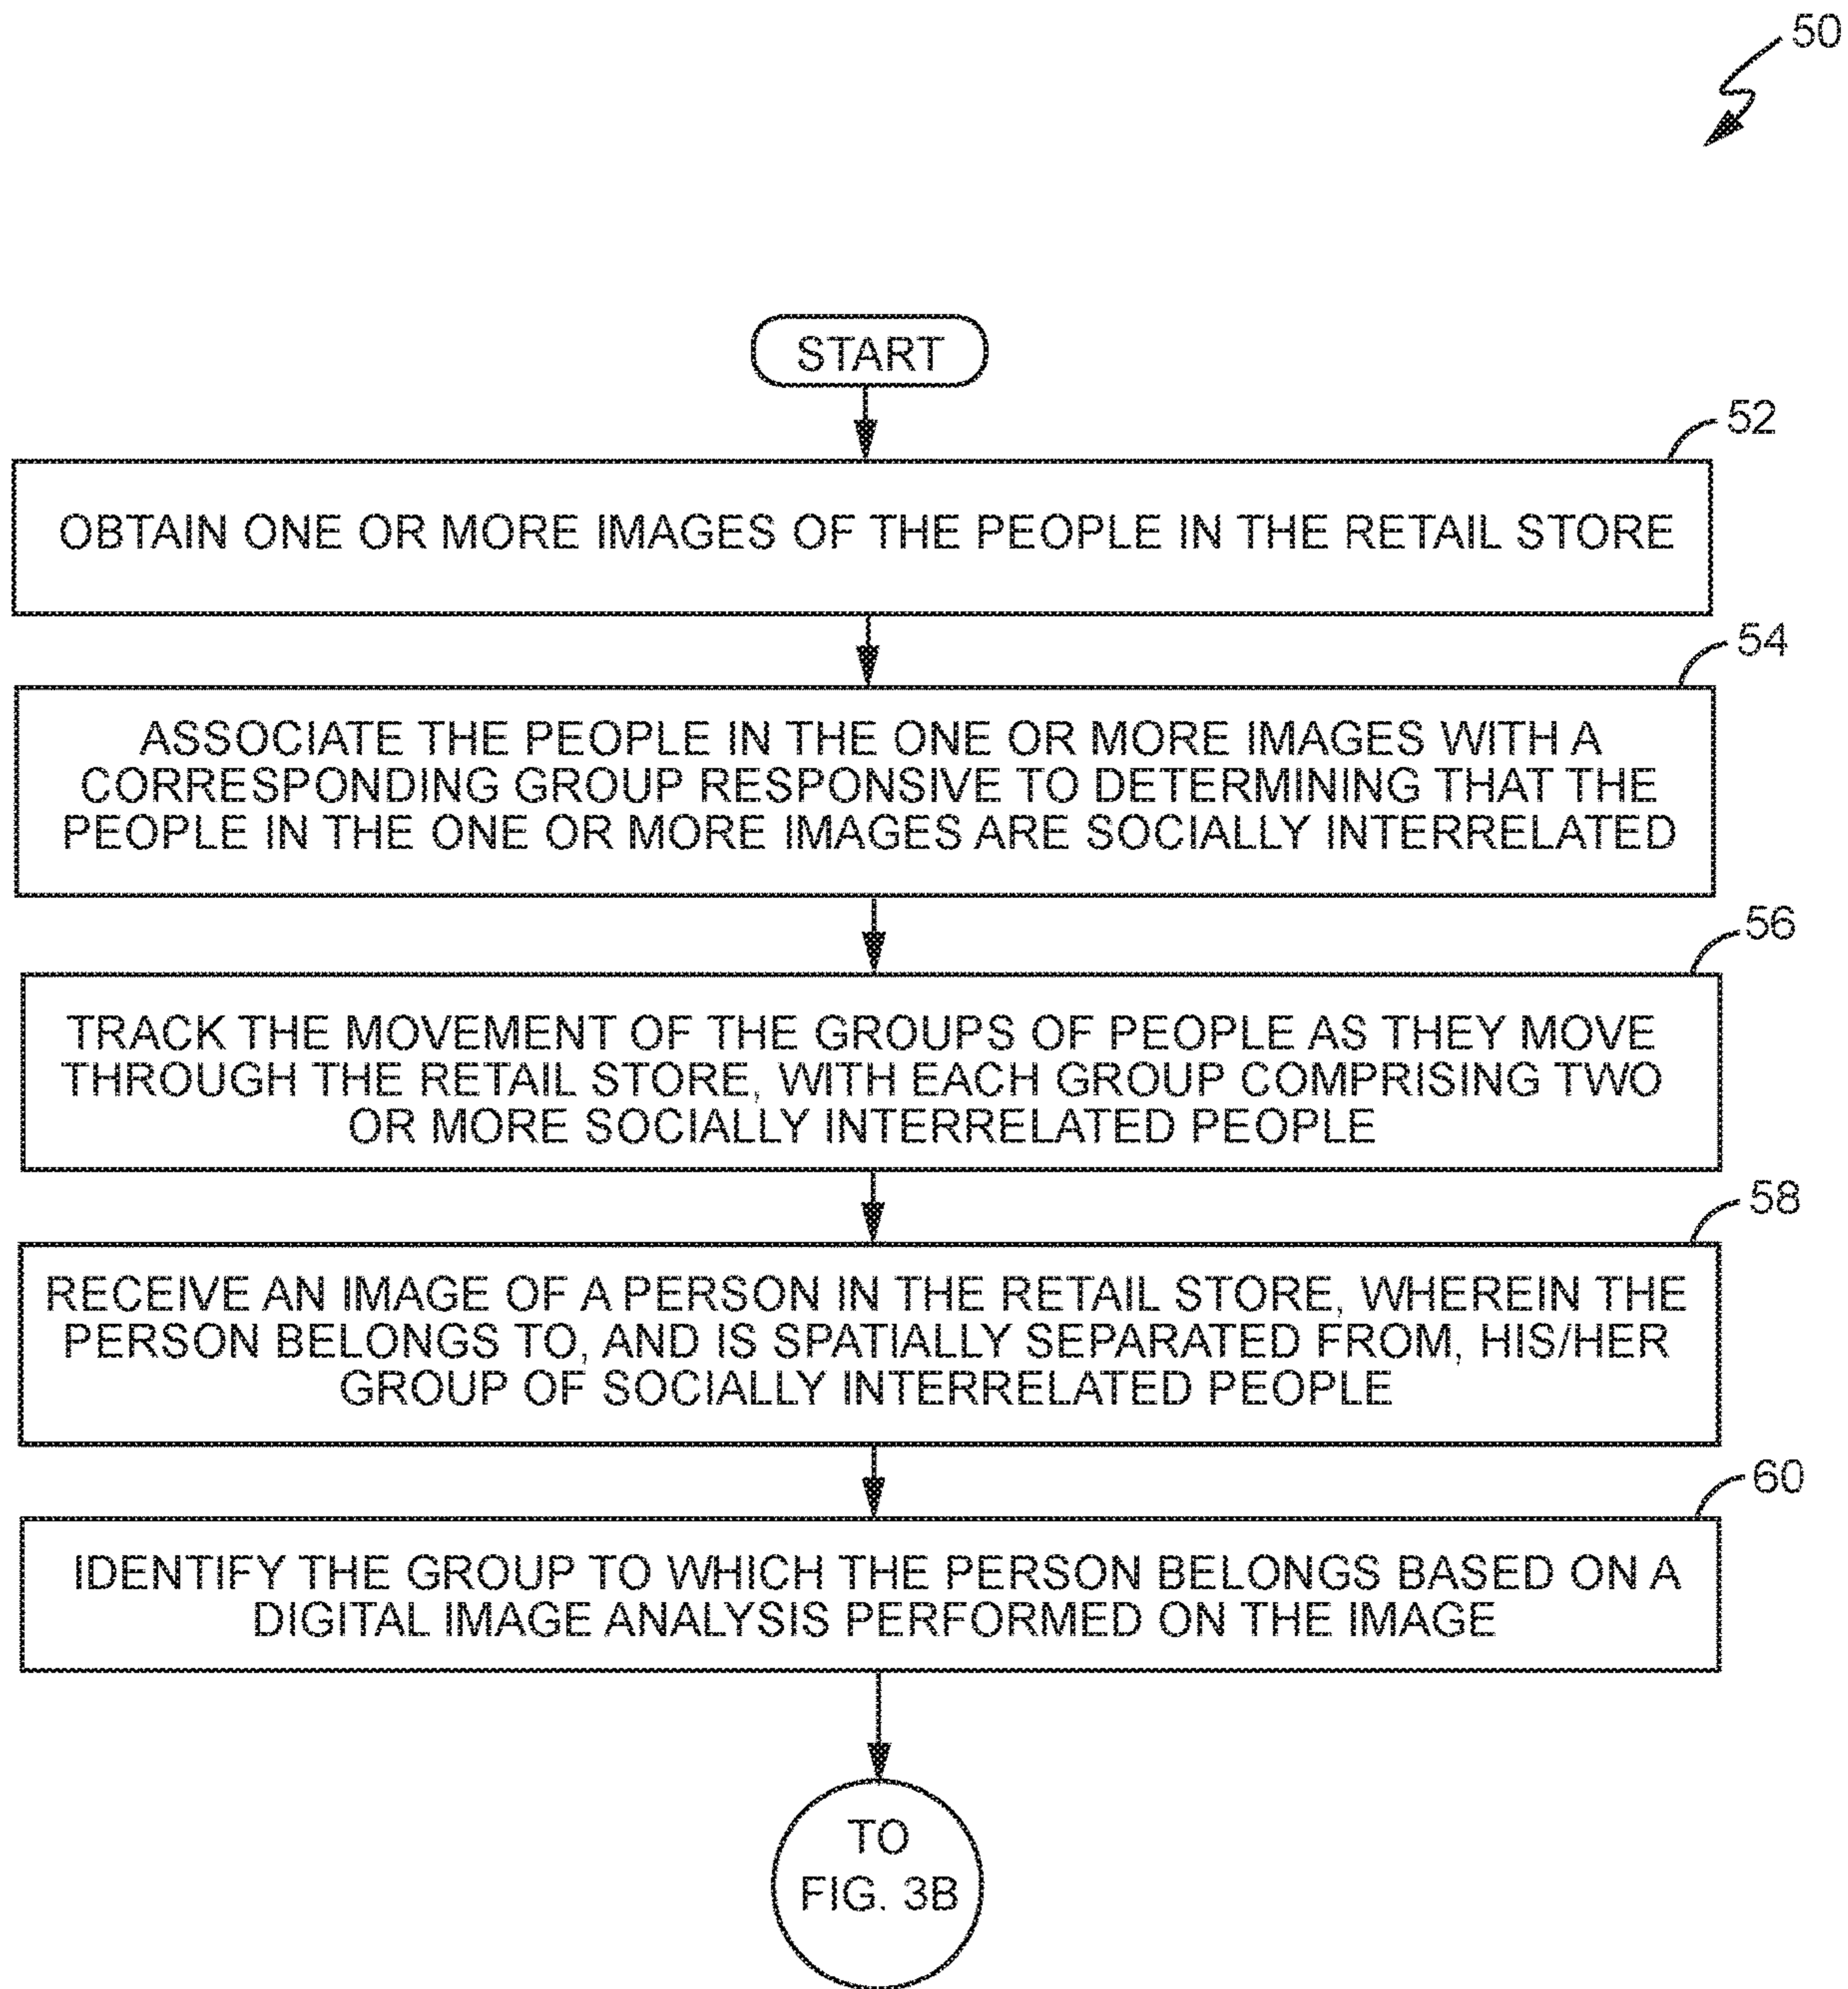 50
START
52
OBTAIN ONE OR MORE IMAGES OF THE PEOPLE IN THE RETAIL STORE
54
ASSOCIATE THE PEOPLE IN THE ONE OR MORE IMAGES WITH A
CORRESPONDING GROUP RESPONSIVE TO DETERMINING THAT THE
PEOPLE IN THE ONE OR MORE IMAGES ARE SOCIALLY INTERRELATED
56
TRACK THE MOVEMENT OF THE GROUPS OF PEOPLE AS THEY MOVE
THROUGH THE RETAIL STORE, WITH EACH GROUP COMPRISING TWO
OR MORE SOCIALLY INTERRELATED PEOPLE
58
RECEIVE AN IMAGE OF A PERSON IN THE RETAIL STORE, WHEREIN THE
PERSON BELONGS TO, AND IS SPATIALLY SEPARATED FROM, HIS/HER
GROUP OF SOCIALLY INTERRELATED PEOPLE
60
IDENTIFY THE GROUP TO WHICH THE PERSON BELONGS BASED ON A
DIGITAL IMAGE ANALYSIS PERFORMED ON THE IMAGE
TO
FIG. 3B